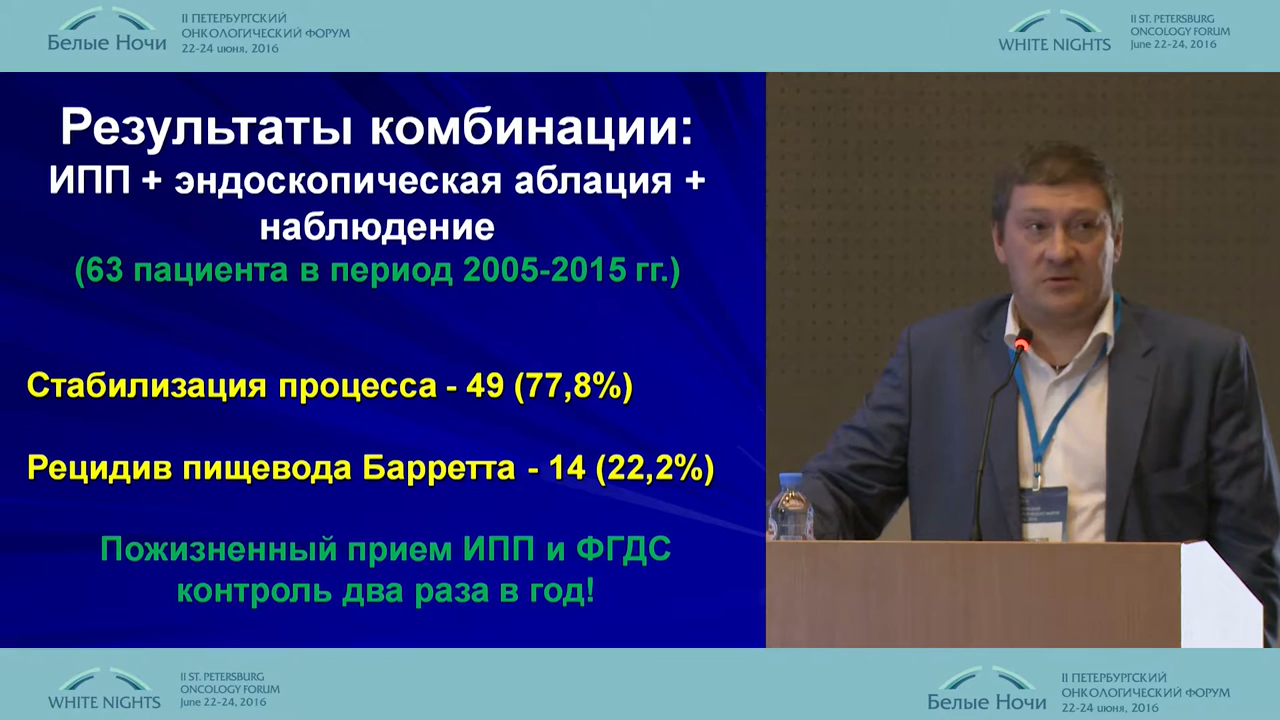 Белые Ночи
II ПЕТЕРБУРГСКИЙ
ОНКОЛОГИЧЕСКИЙ ФОРУМ
22-24 июня, 2016
WHITE NIGHTS
II ST. PETERSBURG
ONCOLOGY FORUM
June 22-24, 2016
Результаты комбинации:
ИПП + эндоскопическая аблация +
наблюдение
(63 пациента в период 2005-2015 гг.)
Стабилизация процесса - 49 (77,8%)
Рецидив пищевода Барретта - 14 (22,2%)
Пожизненный прием ИПП и ФГДС
контроль два раза в год!
WHITE NIGHTS
II ST. PETERSBURG
ONCOLOGY FORUM
June 22-24, 2016
Белые Ночи
II ПЕТЕРБУРГСКИЙ
ОНКОЛОГИЧЕСКИЙ ФОРУМ
22-24 июня, 2016